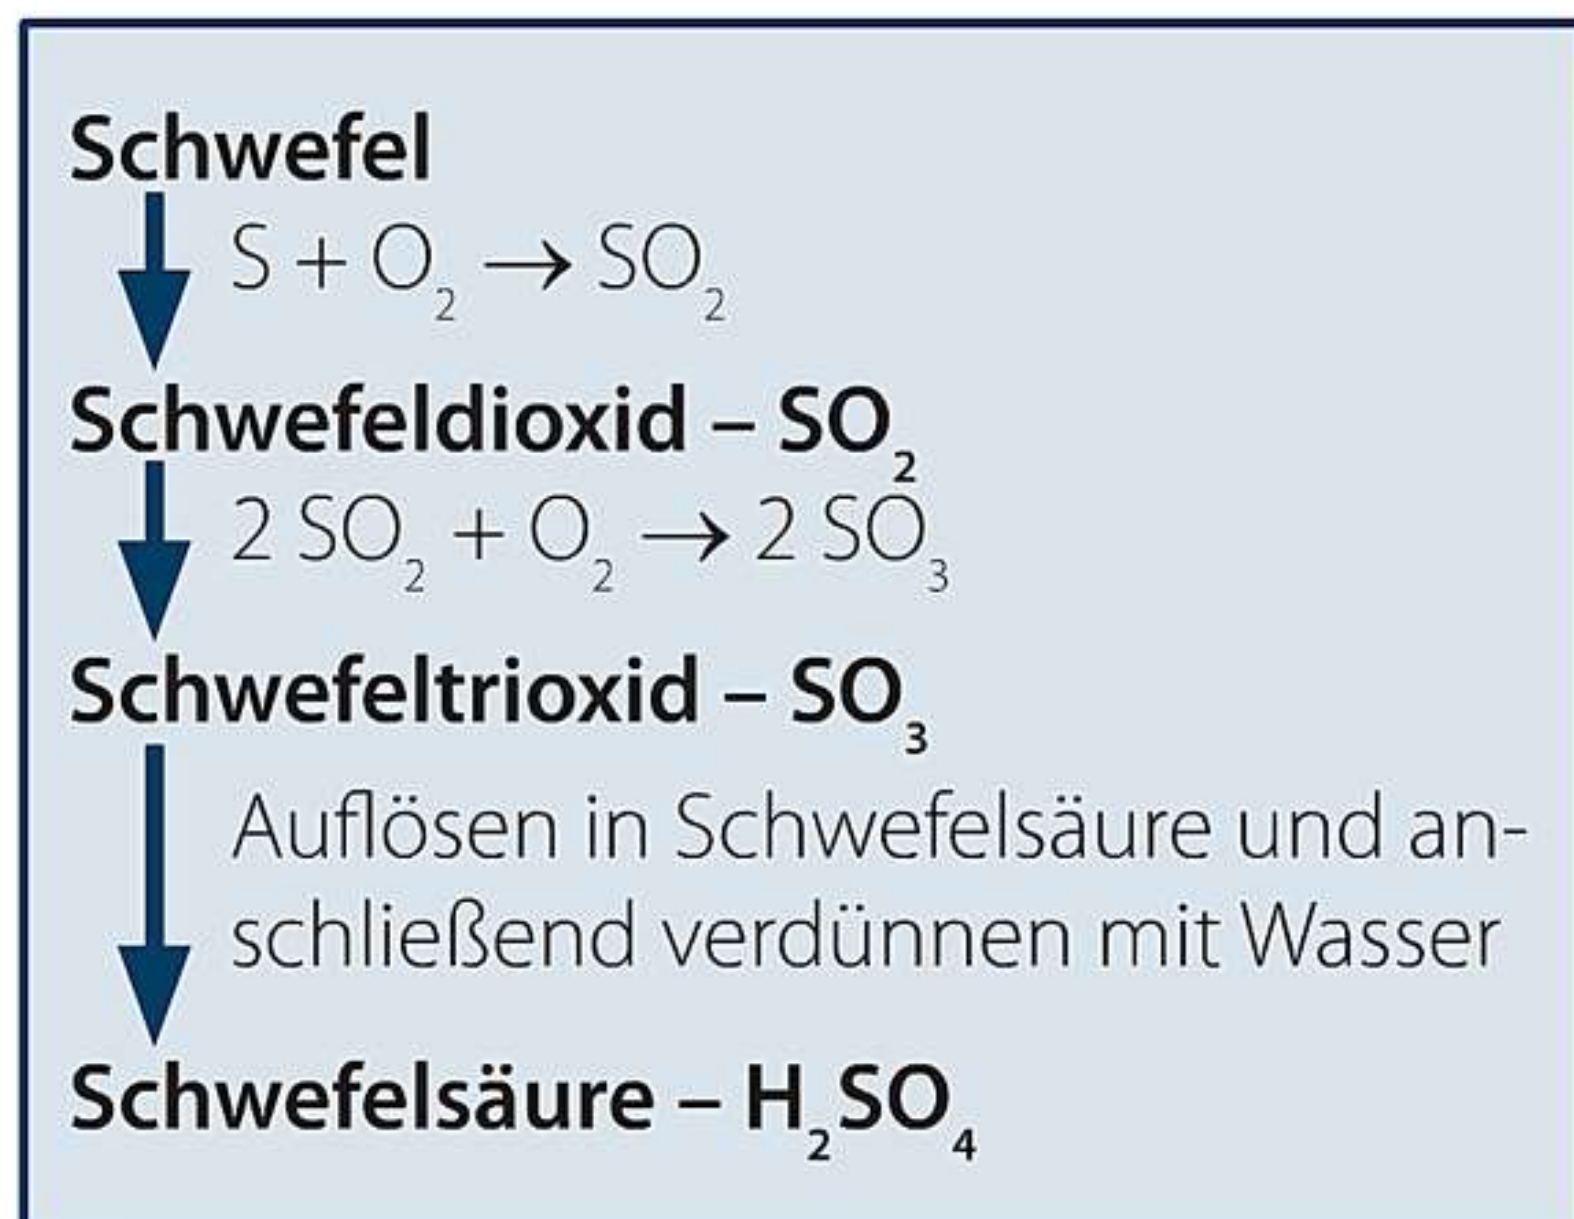 Schwefel
S + O₂ → SO₂
Schwefeldioxid – SO₂
2 SO₂ + O₂ → 2 SO₃
Schwefeltrioxid – SO₃
Auflösen in Schwefelsäure und an-
schließend verdünnen mit Wasser
Schwefelsäure – H₂SO₄